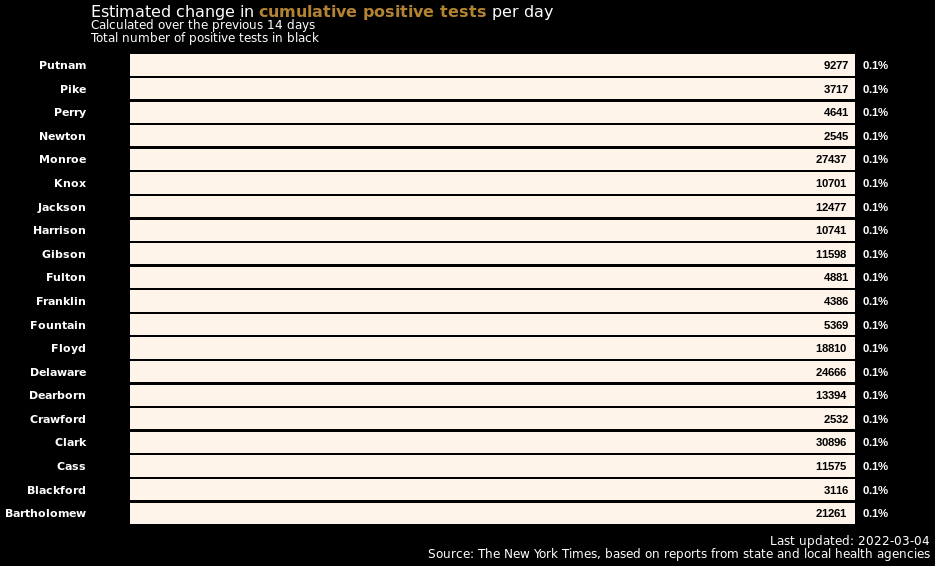 Estimated change in cumulative positive tests per day
Calculated over the previous 14 days
Total number of positive tests in black
Putnam 9277 0.1%
Pike 3717 0.1%
Perry 4641 0.1%
Newton 2545 0.1%
Monroe 27437 0.1%
Knox 10701 0.1%
Jackson 12477 0.1%
Harrison 10741 0.1%
Gibson 11598 0.1%
Fulton 4881 0.1%
Franklin 4386 0.1%
Fountain 5369 0.1%
Floyd 18810 0.1%
Delaware 24666 0.1%
Dearborn 13394 0.1%
Crawford 2532 0.1%
Clark 30896 0.1%
Cass 11575 0.1%
Blackford 3116 0.1%
Bartholomew 21261 0.1%
Last updated: 2022-03-04
Source: The New York Times, based on reports from state and local health agencies